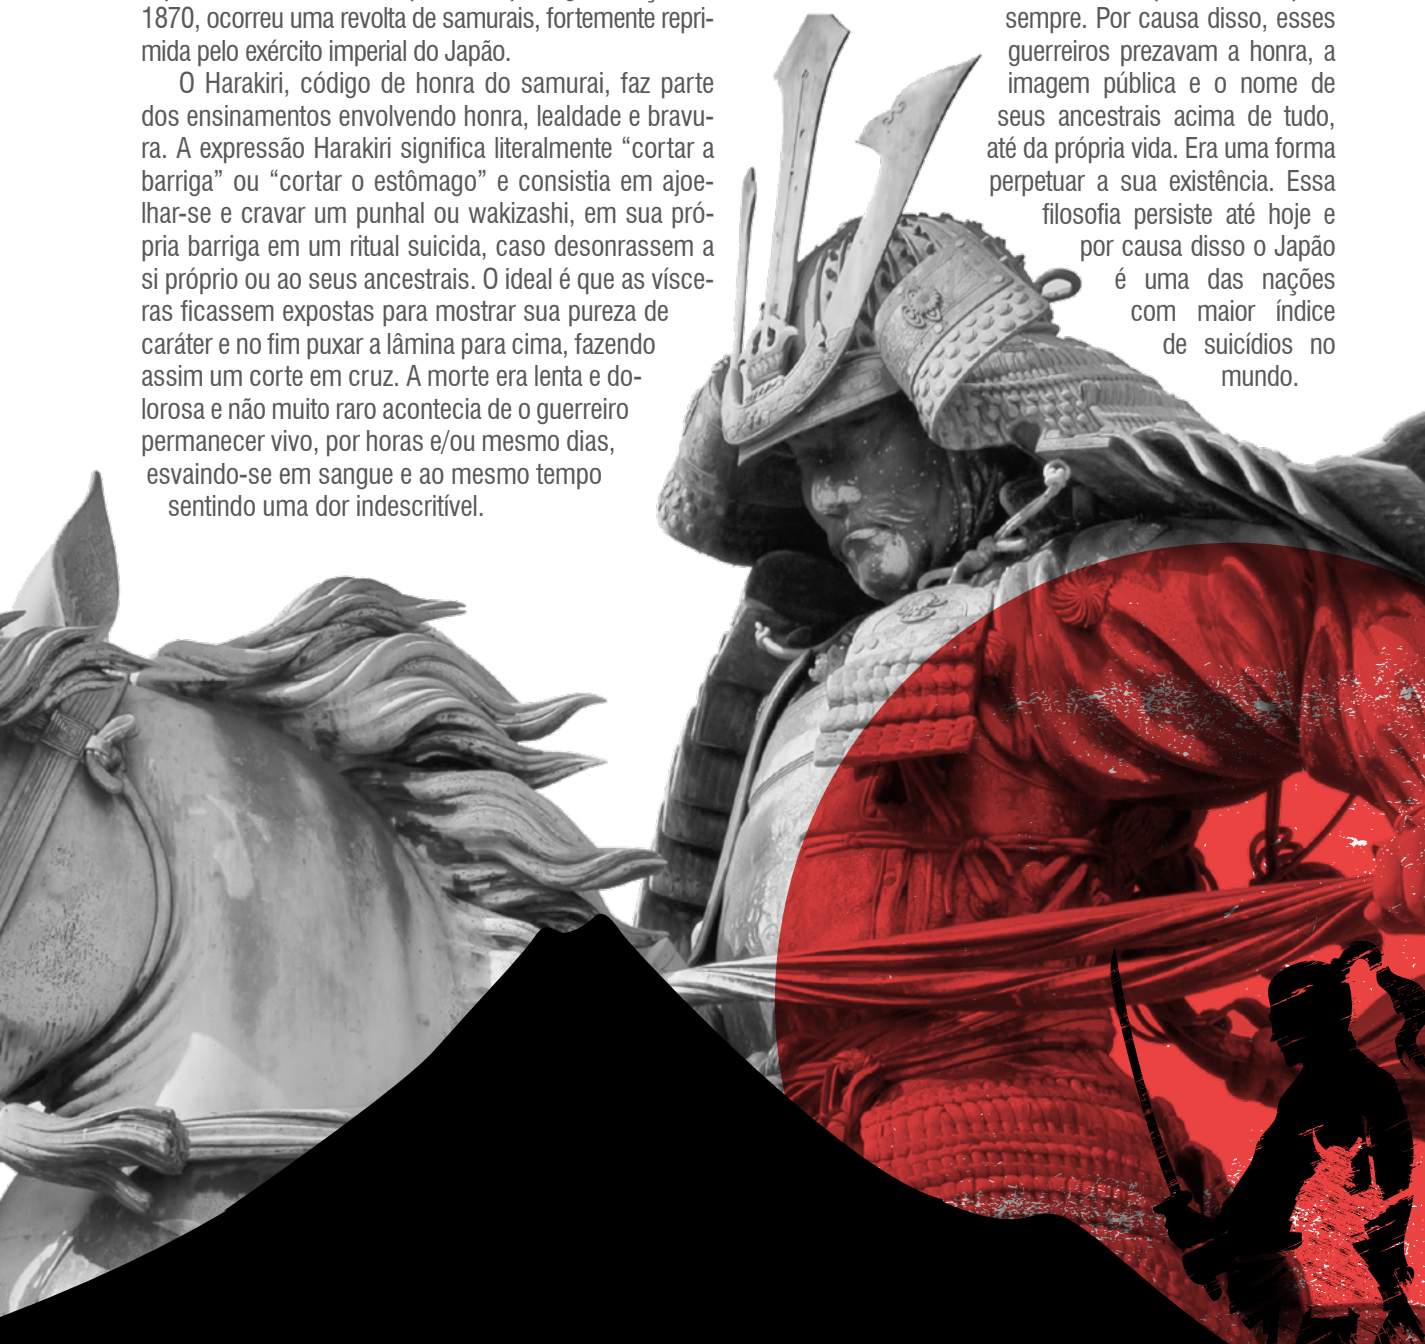 1870, ocorreu uma revolta de samurais, fortemente repri-
mida pelo exército imperial do Japão.
O Harakiri, código de honra do samurai, faz parte
dos ensinamentos envolvendo honra, lealdade e bravu-
ra. A expressão Harakiri significa literalmente “cortar a
barriga” ou “cortar o estômago” e consistia em ajoe-
lhar-se e cravar um punhal ou wakizashi, em sua pró-
pria barriga em um ritual suicida, caso desonrassem a
si próprio ou ao seus ancestrais. O ideal é que as vísce-
ras ficassem expostas para mostrar sua pureza de
caráter e no fim puxar a lâmina para cima, fazendo
assim um corte em cruz. A morte era lenta e do-
lorosa e não muito raro acontecia de o guerreiro
permanecer vivo, por horas e/ou mesmo dias,
esvaindo-se em sangue e ao mesmo tempo
sentindo uma dor indescritível.
sempre. Por causa disso, esses
guerreiros prezavam a honra, a
imagem pública e o nome de
seus ancestrais acima de tudo,
até da própria vida. Era uma forma
perpetuar a sua existência. Essa
filosofia persiste até hoje e
por causa disso o Japão
é uma das nações
com maior índice
de suicídios no
mundo.